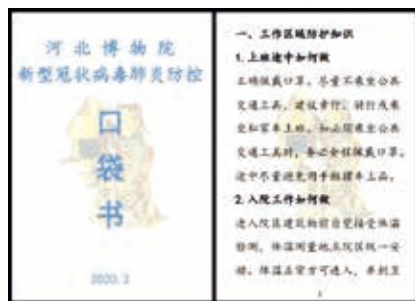 河北博物院
新型冠状病毒肺炎防控
口
袋
书
2020.2
一、工作区域防护知识
1.上班途中如何做
正确佩戴口罩。尽量不乘坐公共
交通工具，建议步行、骑行或乘
坐私家车上班。如必须乘坐公共
交通工具时，务必全程佩戴口罩。
途中尽量避免用手触摸车上品。
2.入院工作如何做
进入院区建筑物前自觉接受体温
检测，体温测量地点院区统一安
排。体温正常方可进入，并到卫
1